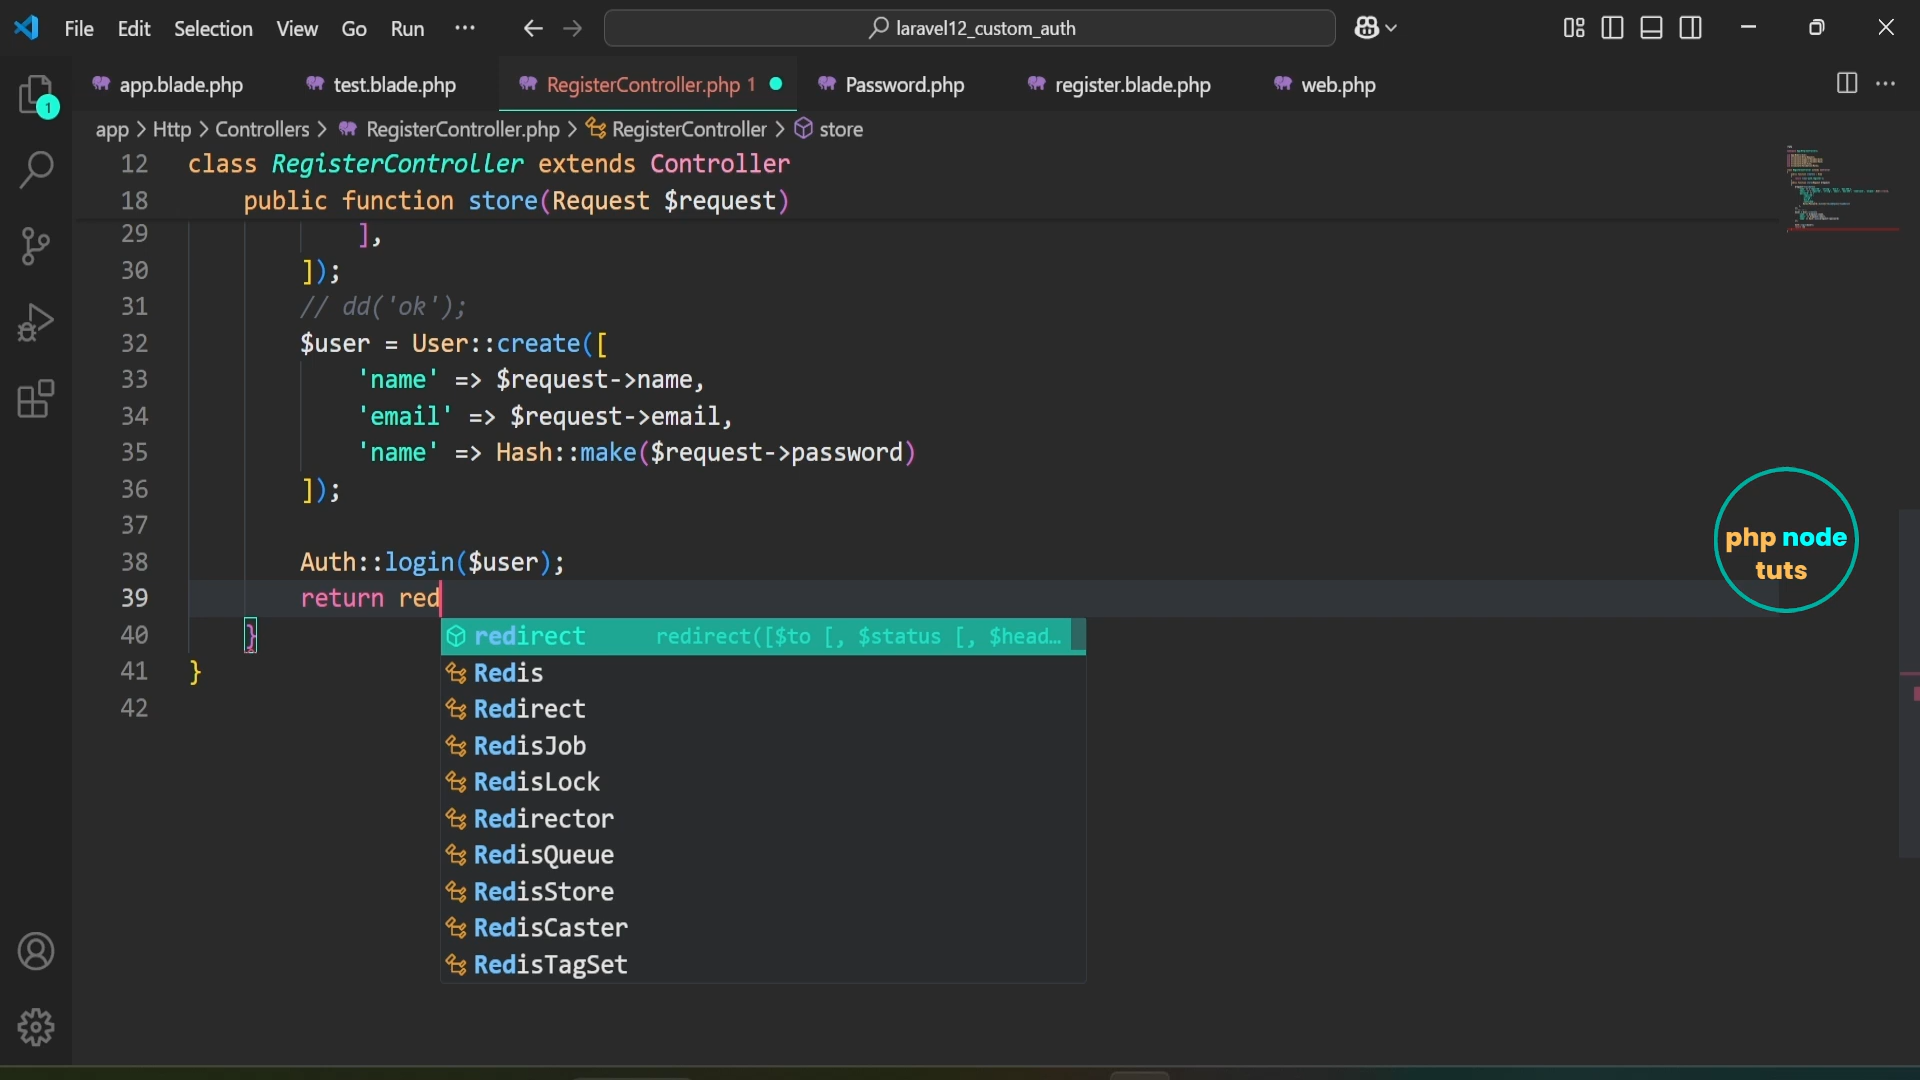 File Edit Selection View Go Run ··· laravel12_custom_auth
1
app.blade.php test.blade.php RegisterController.php 1 Password.php register.blade.php web.php
app > Http > Controllers > RegisterController.php > RegisterController > store
12 class RegisterController extends Controller
18 public function store(Request $request)
29 ],
30 ]);
31 // dd('ok');
32 $user = User::create([
33 'name' => $request->name,
34 'email' => $request->email,
35 'name' => Hash::make($request->password)
36 ]);
37
38 Auth::login($user);
39 return red
40 }
41 }
42
redirect redirect([$to [, $status [, $head…
Redis
Redirect
RedisJob
RedisLock
Redirector
RedisQueue
RedisStore
RedisCaster
RedisTagSet
php node
tuts